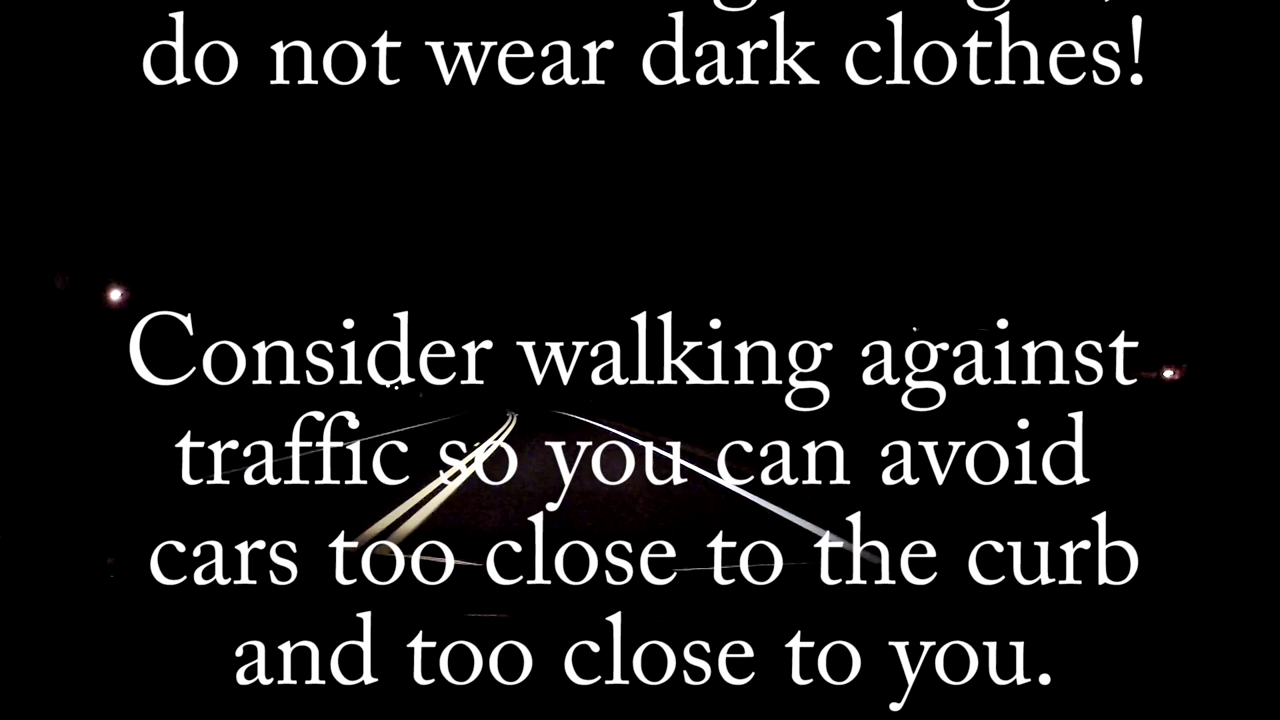 do not wear dark clothes!
Consider walking against
traffic so you can avoid
cars too close to the curb
and too close to you.